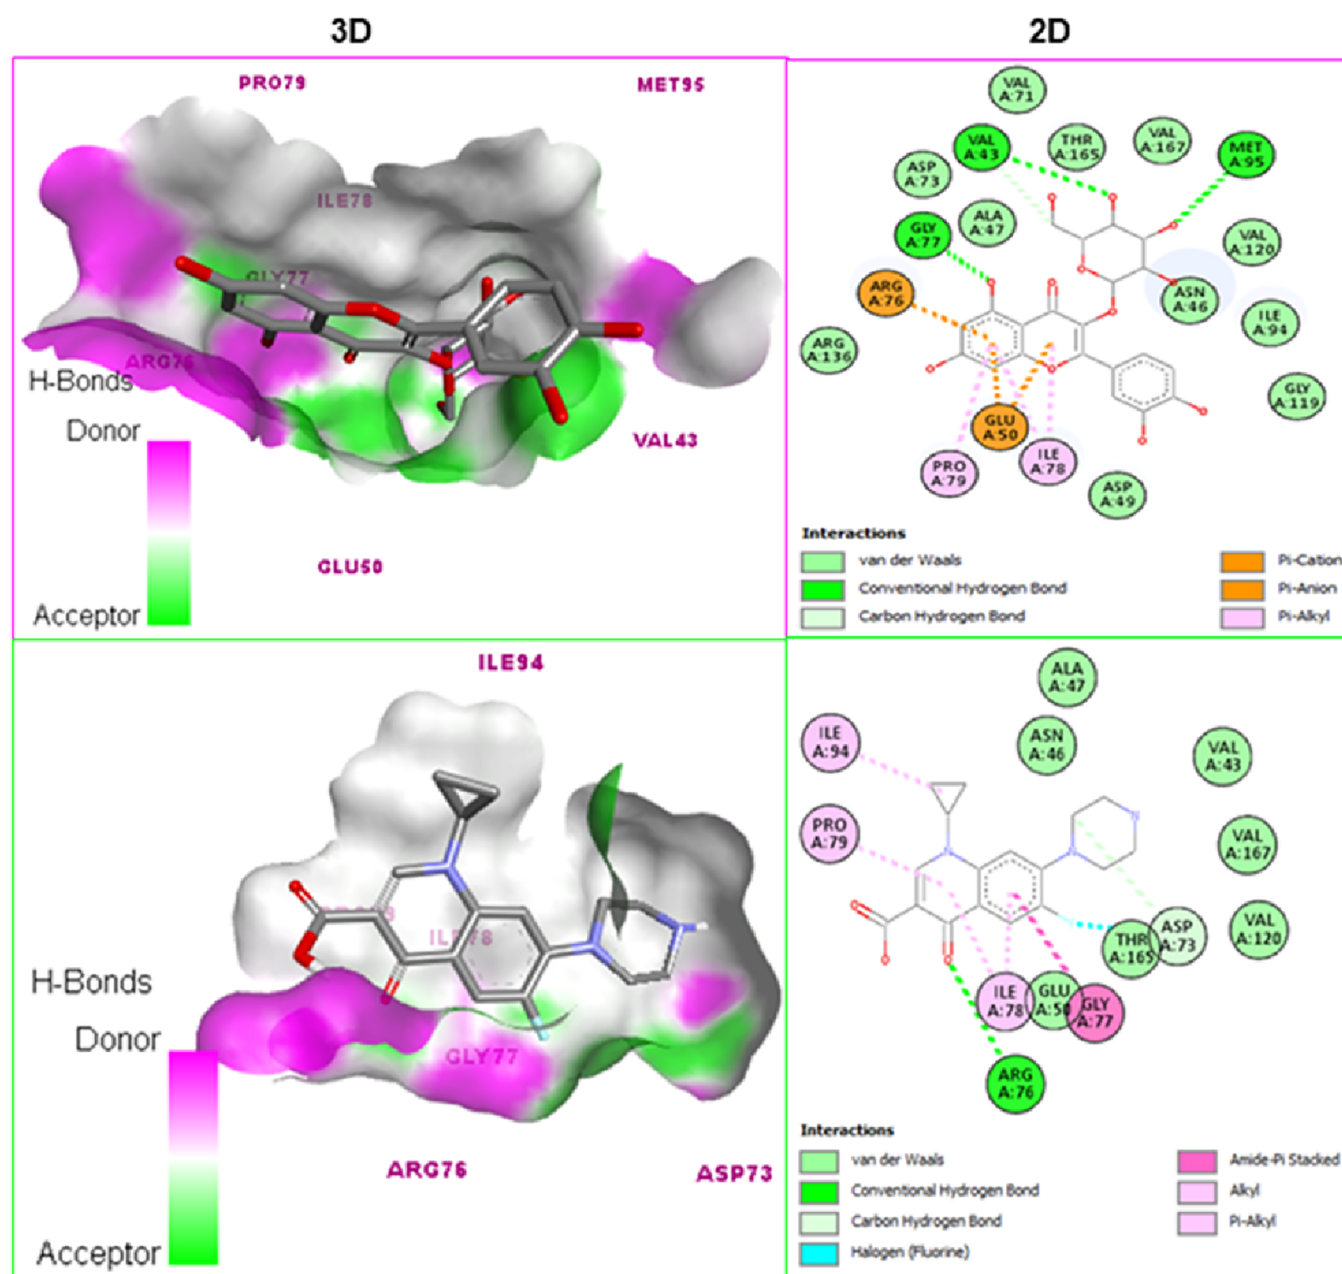 3D
2D
PRO79
MET95
ILE78
GLY77
ARG76
VAL43
GLU50
H-Bonds
Donor
Acceptor
VAL
A:71
VAL
A:43
THR
A:165
VAL
A:167
MET
A:95
ASP
A:73
ALA
A:47
GLY
A:77
VAL
A:120
ARG
A:76
ASN
A:46
ILE
A:94
ARG
A:136
GLY
A:119
GLU
A:50
PRO
A:79
ILE
A:78
ASP
A:49
Interactions
van der Waals
Conventional Hydrogen Bond
Carbon Hydrogen Bond
Pi-Cation
Pi-Anion
Pi-Alkyl
ILE94
ILE78
GLY77
ARG76
ASP73
H-Bonds
Donor
Acceptor
ALA
A:47
ILE
A:94
ASN
A:46
VAL
A:43
PRO
A:79
VAL
A:167
THR
A:165
ASP
A:73
VAL
A:120
ILE
A:78
GLU
A:50
GLY
A:77
ARG
A:76
Interactions
van der Waals
Conventional Hydrogen Bond
Carbon Hydrogen Bond
Halogen (Fluorine)
Amide-Pi Stacked
Alkyl
Pi-Alkyl